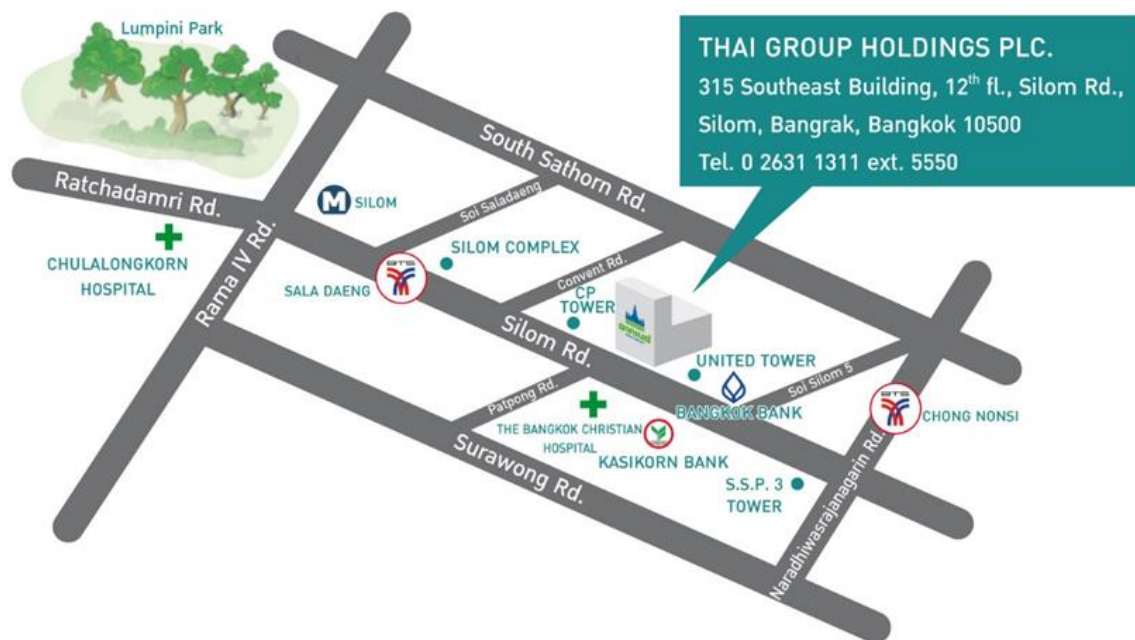 Lumpini Park
THAI GROUP HOLDINGS PLC.
315 Southeast Building, 12th fl., Silom Rd.,
Silom, Bangrak, Bangkok 10500
Tel. 0 2631 1311 ext. 5550
South Sathorn Rd.
Ratchadamri Rd.
M SILOM
Soi Saladaeng
CHULALONGKORN
HOSPITAL
Rama IV Rd.
BTS
SALA DAENG
SILOM COMPLEX
Convent Rd.
CP
TOWER
Silom Rd.
UNITED TOWER
Soi Silom 5
BANGKOK BANK
BTS
CHONG NONSI
Patpong Rd.
THE BANGKOK CHRISTIAN
HOSPITAL
KASIKORN BANK
Surawong Rd.
S.S.P. 3
TOWER
Naradhiwasrajanagarin Rd.